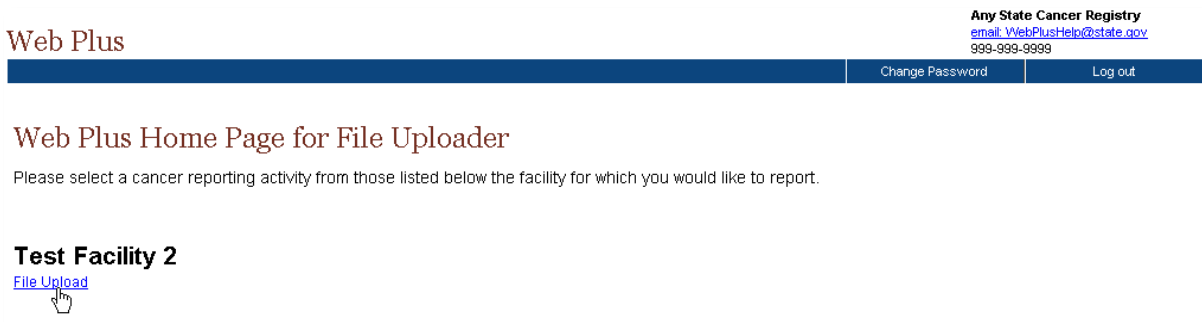 Any State Cancer Registry
Web Plus
email: WebPlusHelp@state.gov
999-999-9999
Change Password
Log out
Web Plus Home Page for File Uploader
Please select a cancer reporting activity from those listed below the facility for which you would like to report.
Test Facility 2
File Upload